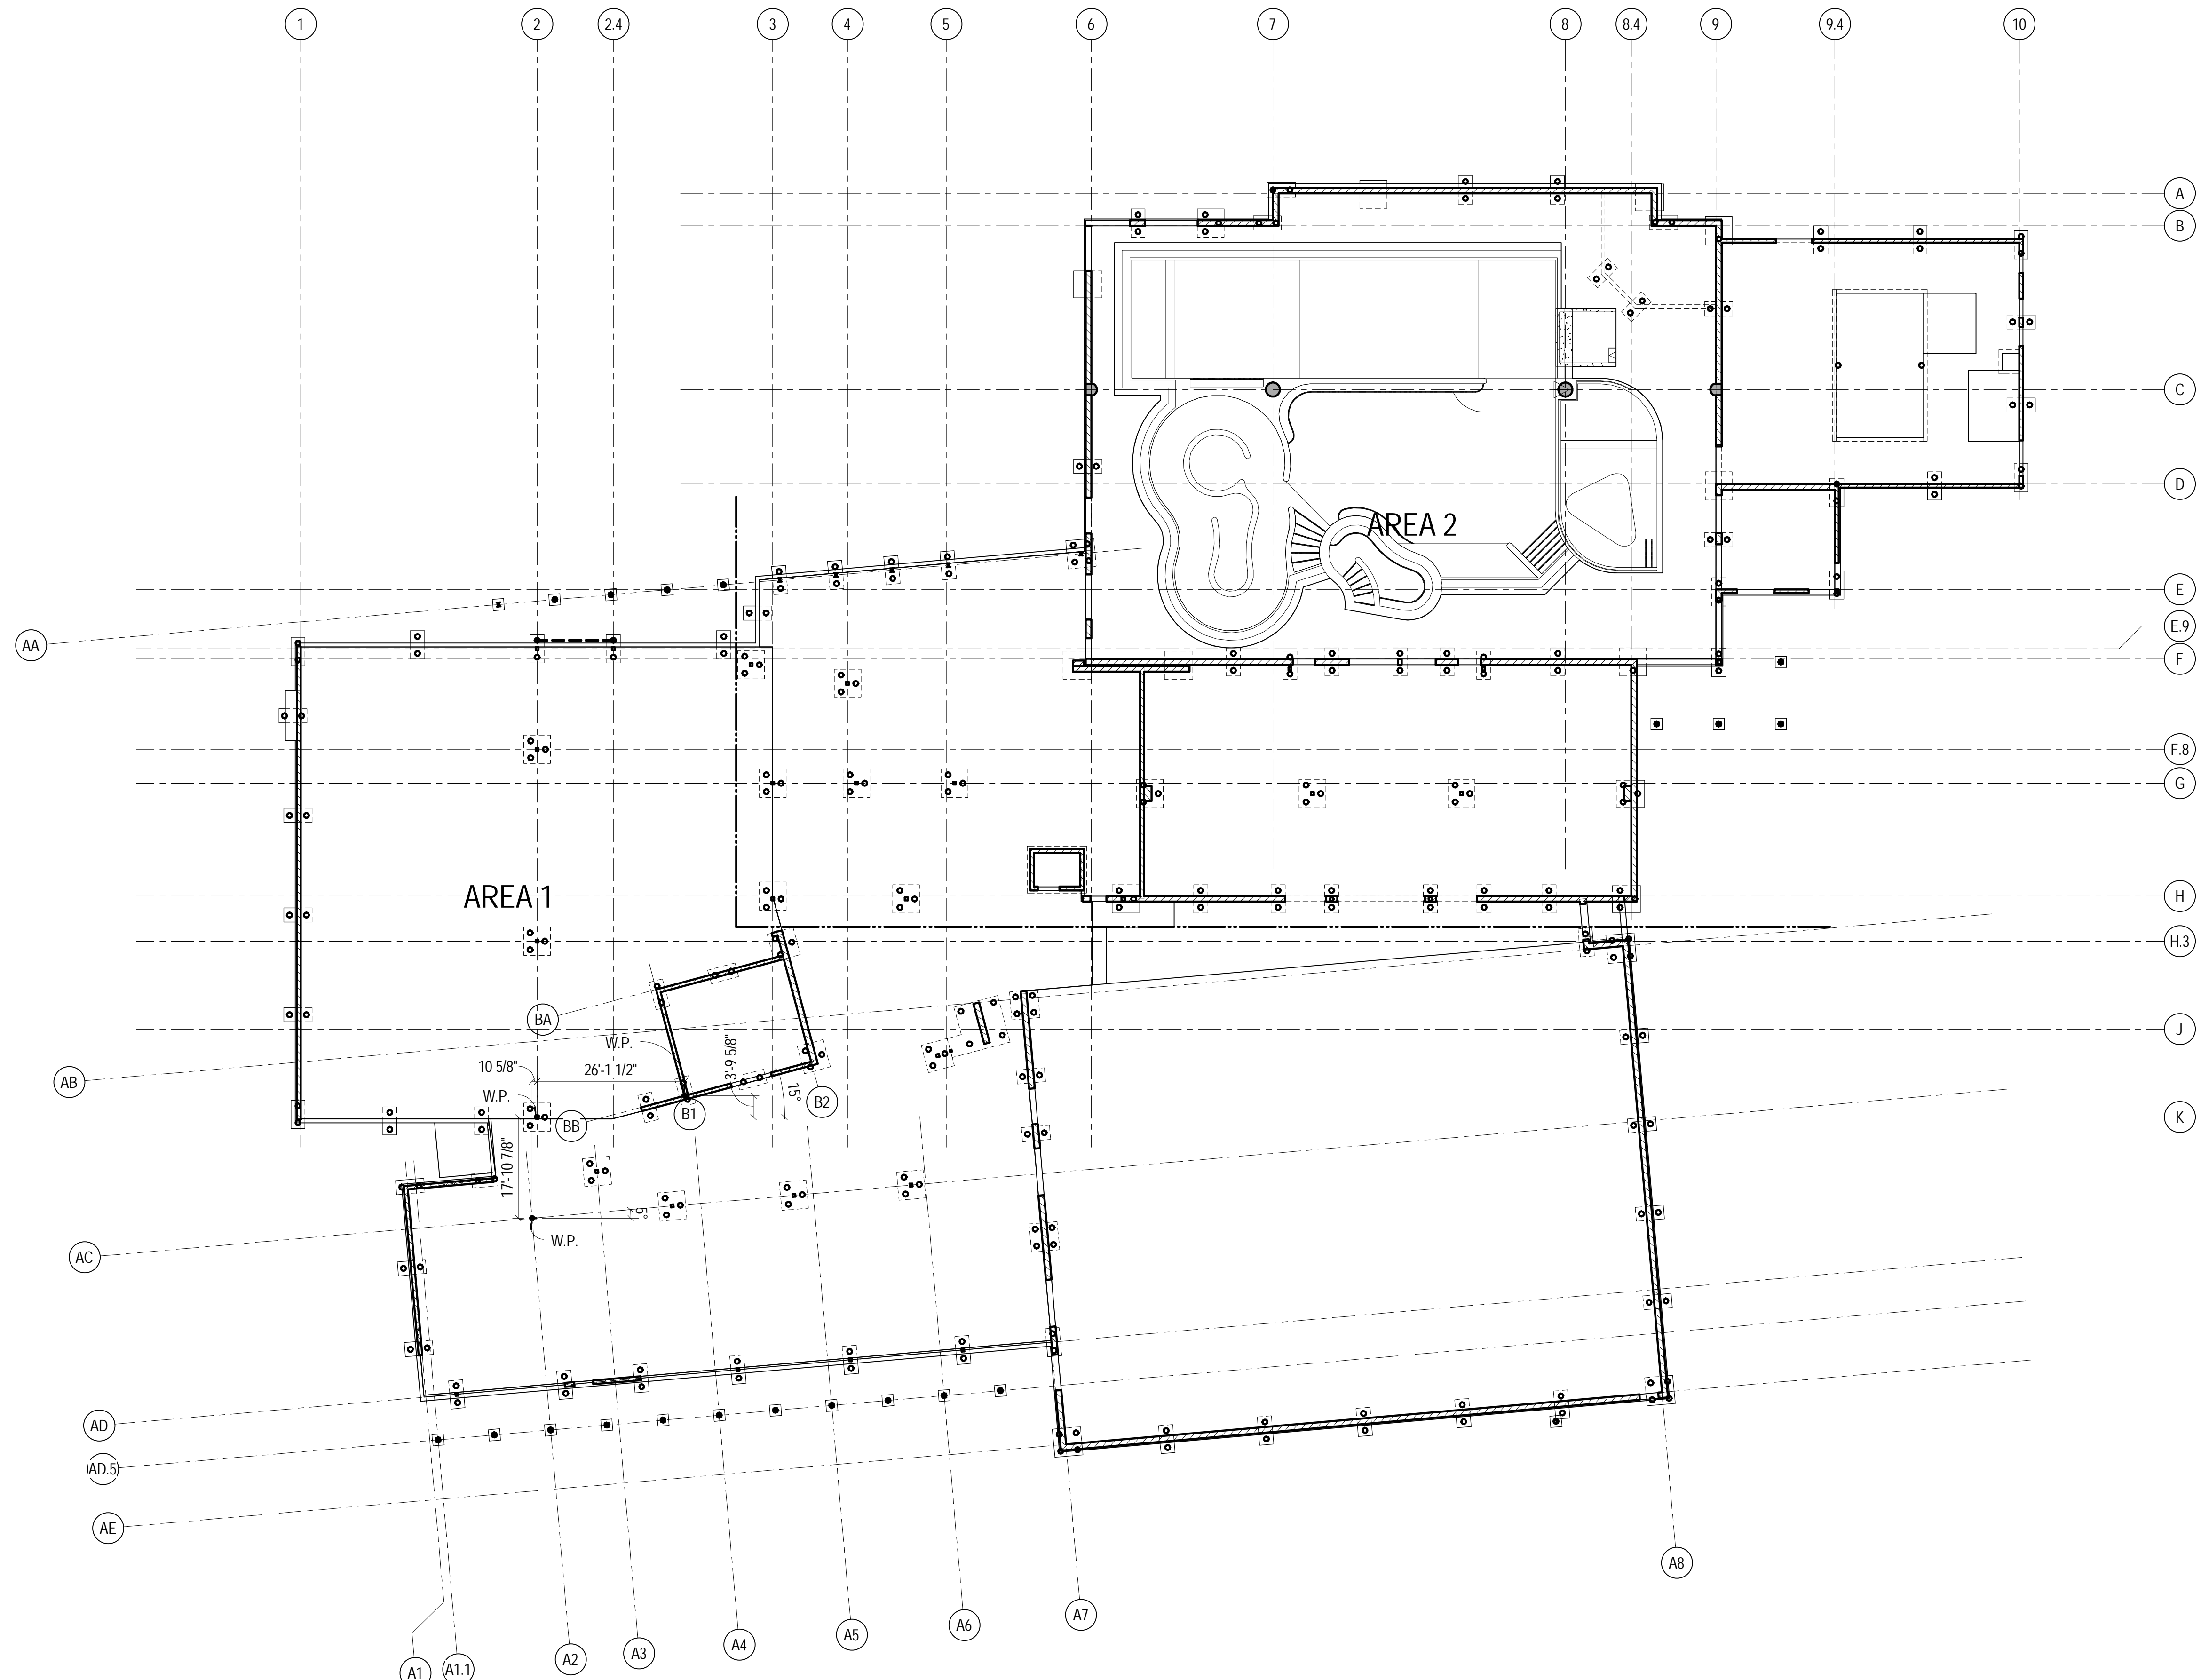 1 2 2.4 3 4 5 6 7 8 8.4 9 9.4 10
A
B
C
D
AREA 2
E
E.9
AA
F
F.8
G
AREA 1
H
H.3
BA
J
W.P.
3'-9 5/8"
10 5/8"
26'-1 1/2"
AB
W.P.
15°
B2
B1
BB
K
17'-10 7/8"
5°
W.P.
AC
AD
AD.5
AE
A8
A7
A6
A5
A4
A3
A2
A1.1
A1